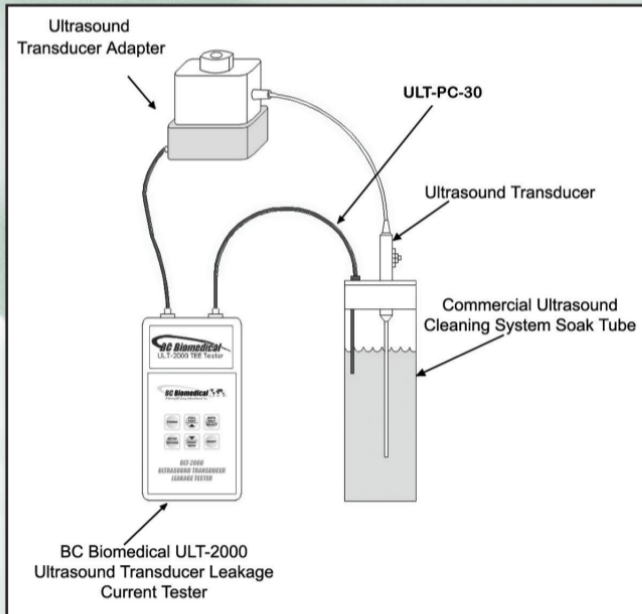 Ultrasound
Transducer Adapter
ULT-PC-30
Ultrasound Transducer
Commercial Ultrasound
Cleaning System Soak Tube
BC Biomedical
ULT-2000 TEE Tester
BC Biomedical
ULT-2000
ULTRASOUND TRANSDUCER
LEAKAGE TESTER
BC Biomedical ULT-2000
Ultrasound Transducer Leakage
Current Tester